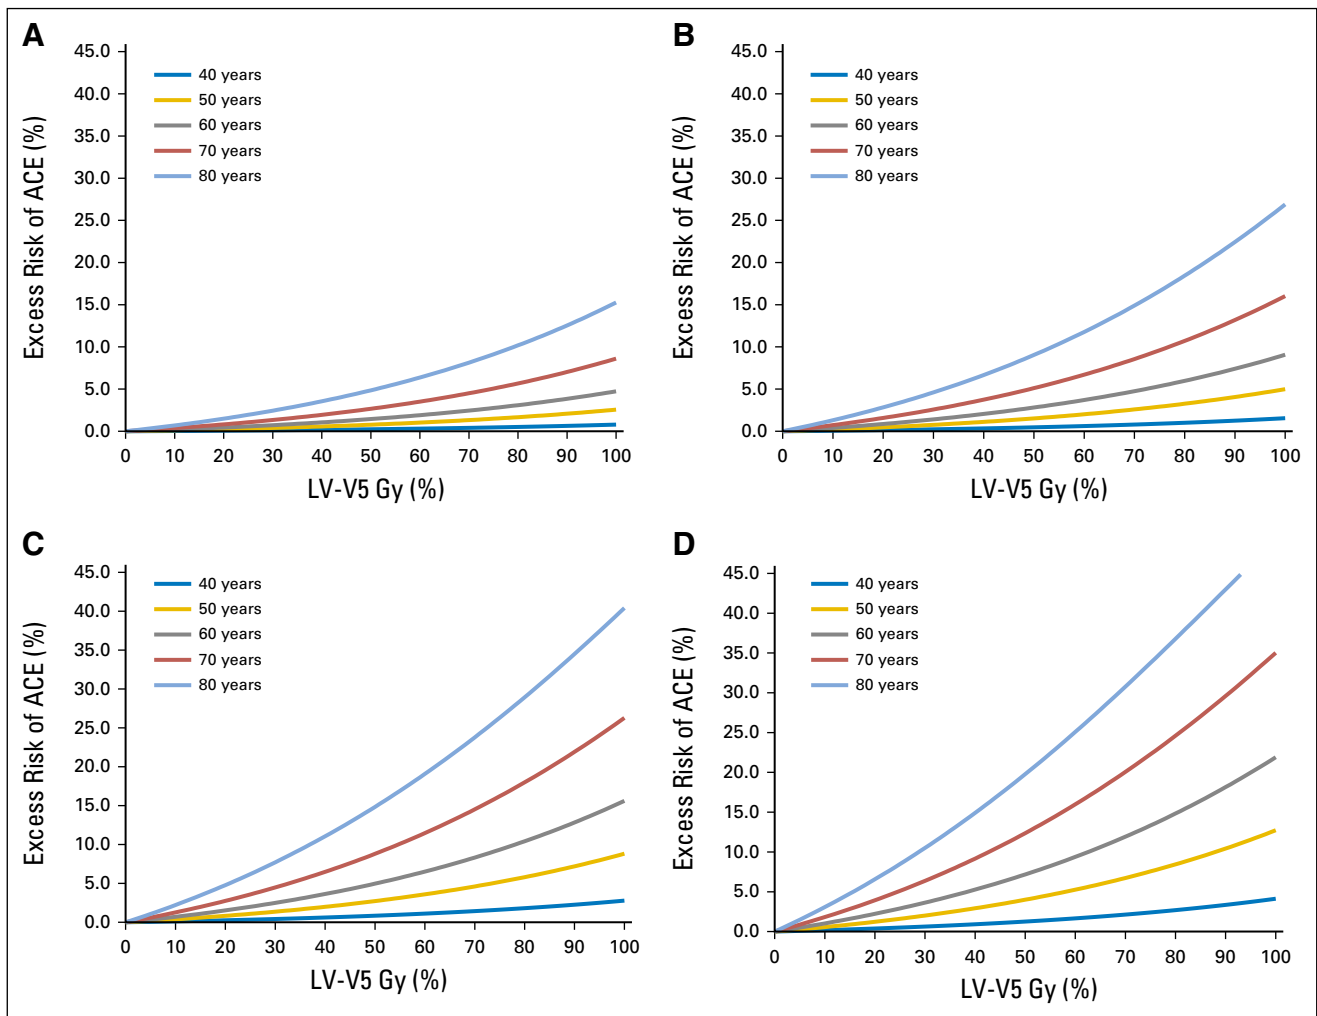 A
Excess Risk of ACE (%)
45.0
40.0
35.0
30.0
25.0
20.0
15.0
10.0
5.0
0.0
40 years
50 years
60 years
70 years
80 years
0 10 20 30 40 50 60 70 80 90 100
LV-V5 Gy (%)
B
Excess Risk of ACE (%)
45.0
40.0
35.0
30.0
25.0
20.0
15.0
10.0
5.0
0.0
40 years
50 years
60 years
70 years
80 years
0 10 20 30 40 50 60 70 80 90 100
LV-V5 Gy (%)
C
Excess Risk of ACE (%)
45.0
40.0
35.0
30.0
25.0
20.0
15.0
10.0
5.0
0.0
40 years
50 years
60 years
70 years
80 years
0 10 20 30 40 50 60 70 80 90 100
LV-V5 Gy (%)
D
Excess Risk of ACE (%)
45.0
40.0
35.0
30.0
25.0
20.0
15.0
10.0
5.0
0.0
40 years
50 years
60 years
70 years
80 years
0 10 20 30 40 50 60 70 80 90 100
LV-V5 Gy (%)